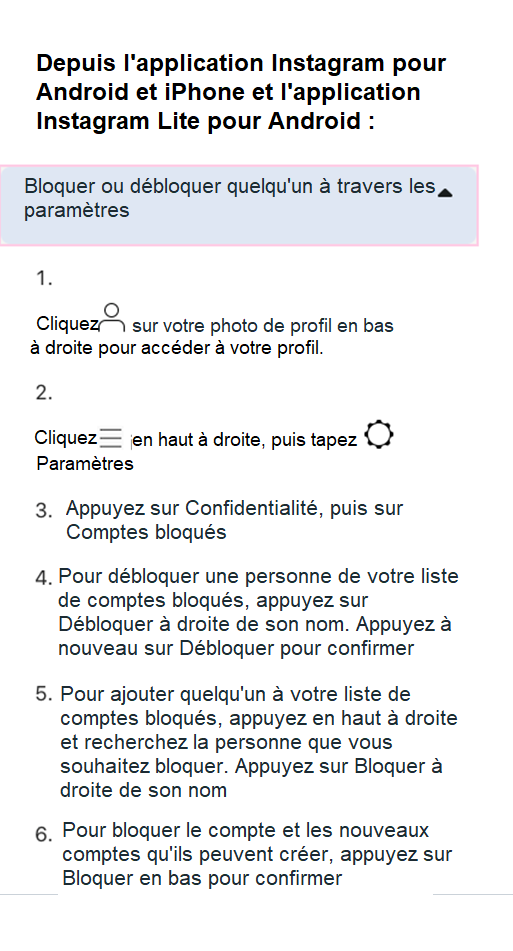 Depuis l'application Instagram pour
Android et iPhone et l'application
Instagram Lite pour Android :
Bloquer ou débloquer quelqu'un à travers les
paramètres
1.
Cliquez sur votre photo de profil en bas
à droite pour accéder à votre profil.
2.
Cliquez en haut à droite, puis tapez
Paramètres
3. Appuyez sur Confidentialité, puis sur
Comptes bloqués
4. Pour débloquer une personne de votre liste
de comptes bloqués, appuyez sur
Débloquer à droite de son nom. Appuyez à
nouveau sur Débloquer pour confirmer
5. Pour ajouter quelqu'un à votre liste de
comptes bloqués, appuyez en haut à droite
et recherchez la personne que vous
souhaitez bloquer. Appuyez sur Bloquer à
droite de son nom
6. Pour bloquer le compte et les nouveaux
comptes qu'ils peuvent créer, appuyez sur
Bloquer en bas pour confirmer